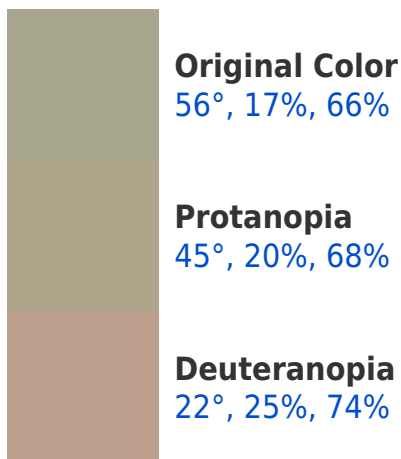 Original Color
56°, 17%, 66%
Protanopia
45°, 20%, 68%
Deuteranopia
22°, 25%, 74%